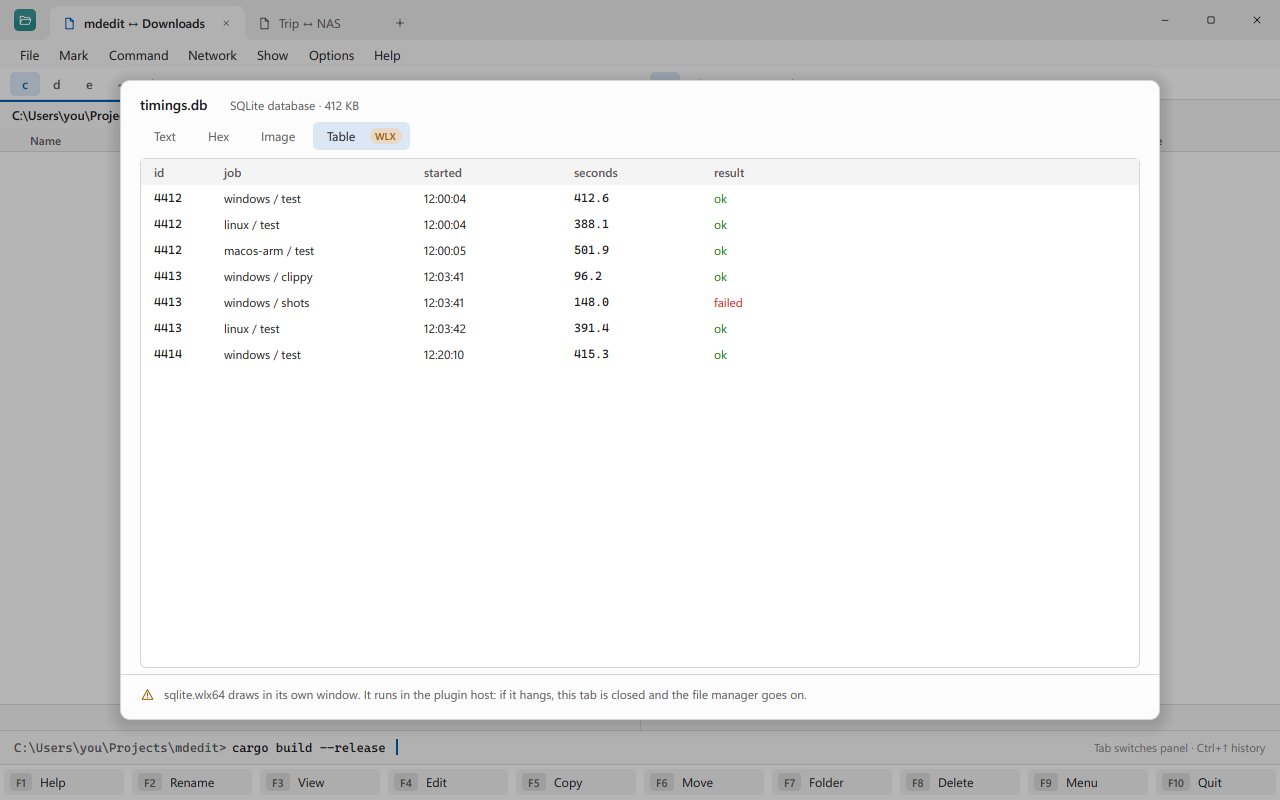 mdedit ↔ Downloads
Trip ↔ NAS
File Mark Command Network Show Options Help
c d e
C:\Users\you\Proje
Name
timings.db SQLite database · 412 KB
Text Hex Image Table WLX
id job started seconds result
4412 windows / test 12:00:04 412.6 ok
4412 linux / test 12:00:04 388.1 ok
4412 macos-arm / test 12:00:05 501.9 ok
4413 windows / clippy 12:03:41 96.2 ok
4413 windows / shots 12:03:41 148.0 failed
4413 linux / test 12:03:42 391.4 ok
4414 windows / test 12:20:10 415.3 ok
sqlite.wlx64 draws in its own window. It runs in the plugin host: if it hangs, this tab is closed and the file manager goes on.
C:\Users\you\Projects\mdedit> cargo build --release
Tab switches panel · Ctrl+↑ history
F1 Help F2 Rename F3 View F4 Edit F5 Copy F6 Move F7 Folder F8 Delete F9 Menu F10 Quit